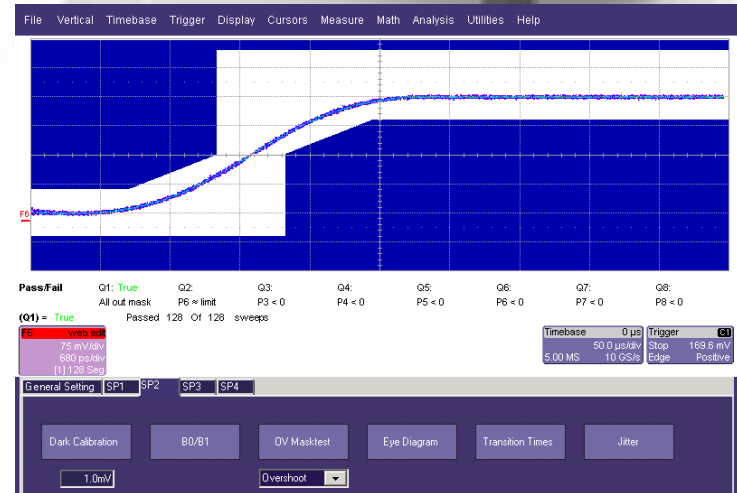 File Vertical Timebase Trigger Display Cursors Measure Math Analysis Utilities Help
F6
Pass/Fail Q1: True Q2: Q3: Q4: Q5: Q6: Q7: Q8:
All out mask P6 ≈ limit P3 < 0 P4 < 0 P5 < 0 P6 < 0 P7 < 0 P8 < 0
(Q1) = True Passed 128 Of 128 sweeps
F6 Web edit
75 mV/div
680 ps/div
[1] 128 Seg
Timebase 0 µs
50.0 µs/div
5.00 MS 10 GS/s
Trigger C1
Stop 169.6 mV
Edge Positive
General Setting SP1 SP2 SP3 SP4
Dark Calibration B0/B1 OV Masktest Eye Diagram Transition Times Jitter
1.0mV Overshoot